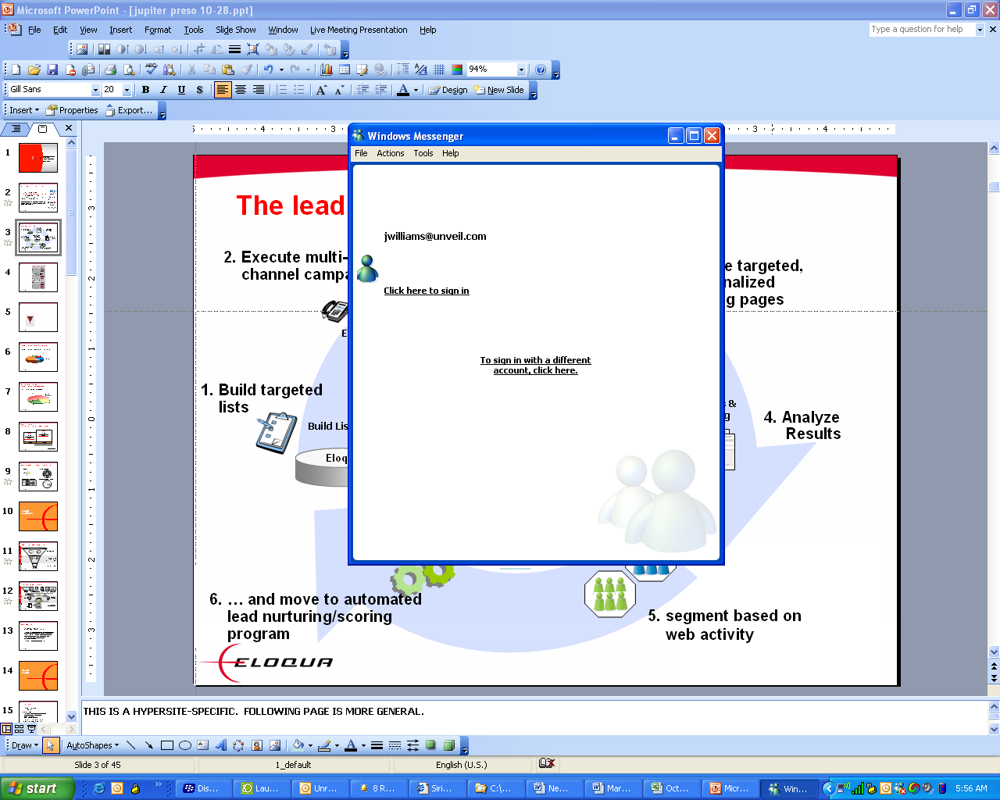 Microsoft PowerPoint - [jupiter preso 10-28.ppt]
File Edit View Insert Format Tools Slide Show Window Live Meeting Presentation Help
Type a question for help
94%
Gill Sans 20 B I U S Design New Slide
Insert Properties Export...
Windows Messenger
File Actions Tools Help
jwilliams@unveil.com
Click here to sign in
To sign in with a different
account, click here.
The lead
2. Execute multi-
channel campa
e targeted,
nalized
g pages
1. Build targeted
lists
Build Lis
Eloq
s &
g
4. Analyze
Results
6. … and move to automated
lead nurturing/scoring
program
5. segment based on
web activity
ELOQUA
1
2
3
4
5
6
7
8
9
10
11
12
13
14
15
THIS IS A HYPERSITE-SPECIFIC. FOLLOWING PAGE IS MORE GENERAL.
Draw AutoShapes
Slide 3 of 45 1_default English (U.S.)
start Dis... Lau... Unr... 8 R... Siri... C:\... Ne... Mar... Oct... Micr... Win... 5:56 AM